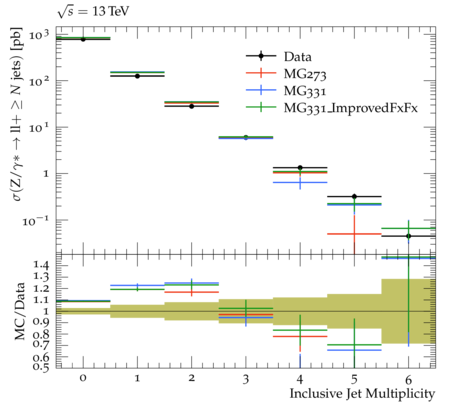 √s = 13 TeV
σ(Z/γ* → ll+ ≥ N jets) [pb]
10³
10²
10¹
1
10⁻¹
Data
MG273
MG331
MG331_ImprovedFxFx
MC/Data
1.4
1.3
1.2
1.1
1
0.9
0.8
0.7
0.6
0.5
0 1 2 3 4 5 6
Inclusive Jet Multiplicity